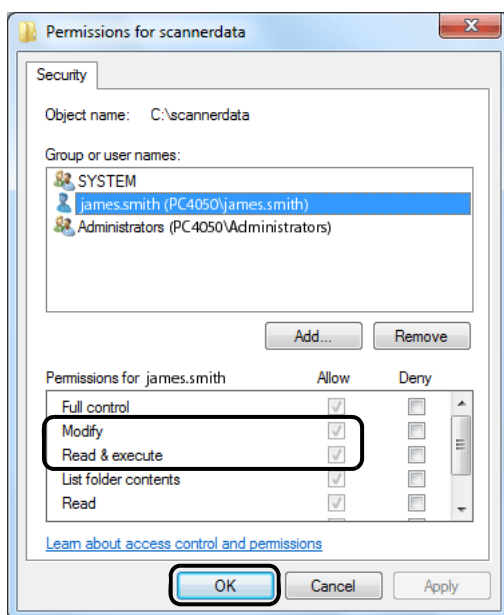 Permissions for scannerdata
Security
Object name: C:\scannerdata
Group or user names:
SYSTEM
james.smith (PC4050\james.smith)
Administrators (PC4050\Administrators)
Add... Remove
Permissions for james.smith Allow Deny
Full control
Modify
Read & execute
List folder contents
Read
Learn about access control and permissions
OK Cancel Apply